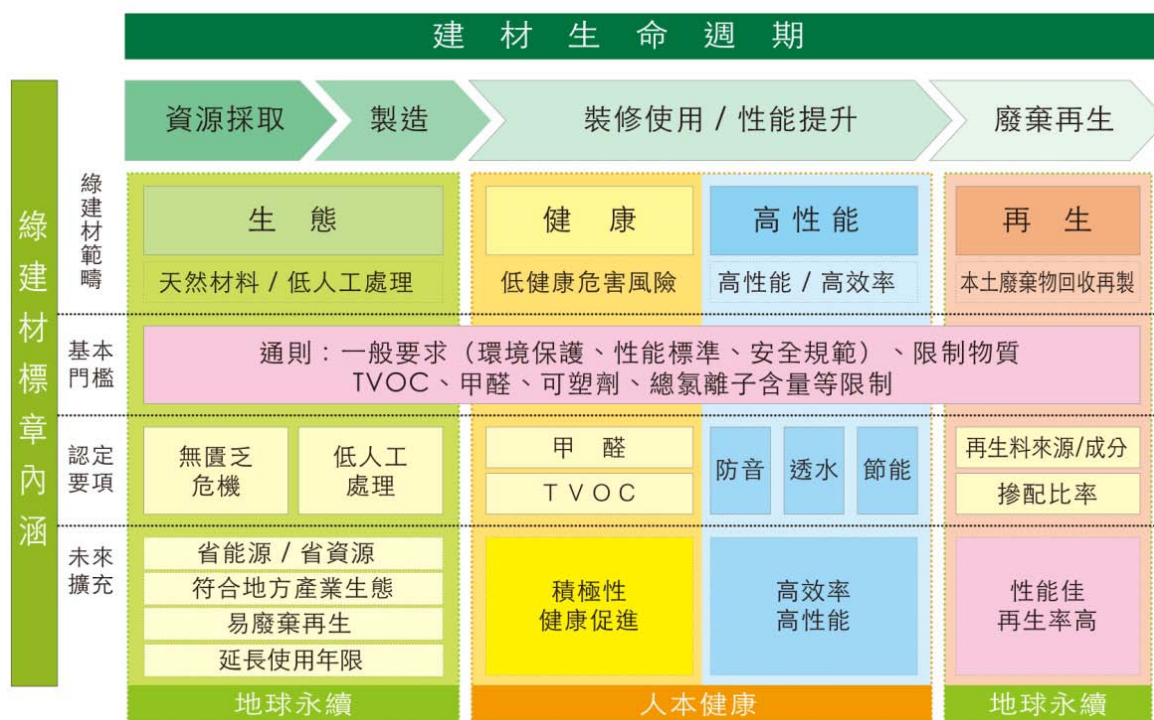 建材生命週期
綠建材標章內涵
資源採取
製造
裝修使用 / 性能提升
廢棄再生
綠建材範疇
生態
健康
高性能
再生
天然材料 / 低人工處理
低健康危害風險
高性能 / 高效率
本土廢棄物回收再製
基本
門檻
通則：一般要求（環境保護、性能標準、安全規範）、限制物質
TVOC、甲醛、可塑劑、總氯離子含量等限制
認定
要項
無匱乏
危機
低人工
處理
甲醛
TVOC
防音
透水
節能
再生料來源/成分
摻配比率
未來
擴充
省能源 / 省資源
符合地方產業生態
易廢棄再生
延長使用年限
積極性
健康促進
高效率
高性能
性能佳
再生率高
地球永續
人本健康
地球永續